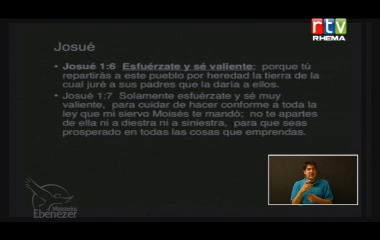 rtv
RHEMA
Josué
• Josué 1:6 Esfuérzate y sé valiente; porque tú
repartirás a este pueblo por heredad la tierra de la
cual juré a sus padres que la daría a ellos.
• Josué 1:7 Solamente esfuérzate y sé muy
valiente, para cuidar de hacer conforme a toda la
ley que mi siervo Moisés te mandó; no te apartes
de ella ni a diestra ni a siniestra, para que seas
prosperado en todas las cosas que emprendas.
Ministerios
Ebenezer